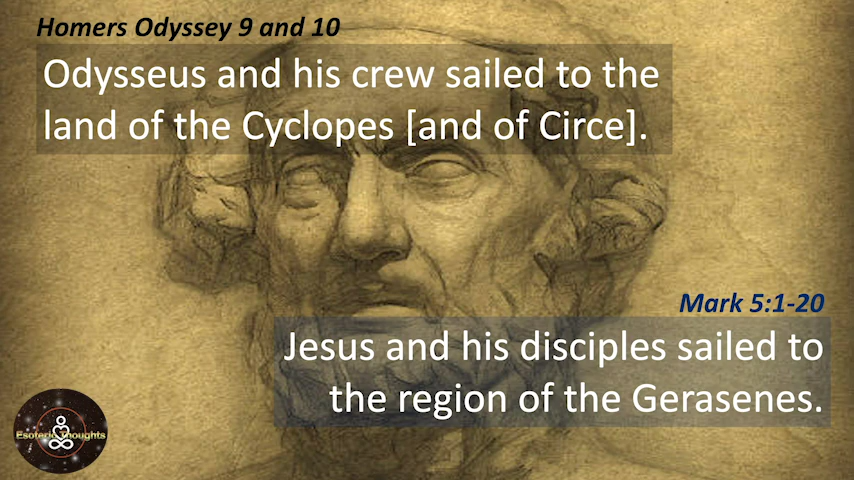 Homers Odyssey 9 and 10
Odysseus and his crew sailed to the
land of the Cyclopes [and of Circe].
Mark 5:1-20
Jesus and his disciples sailed to
the region of the Gerasenes.
Esoteric Thoughts